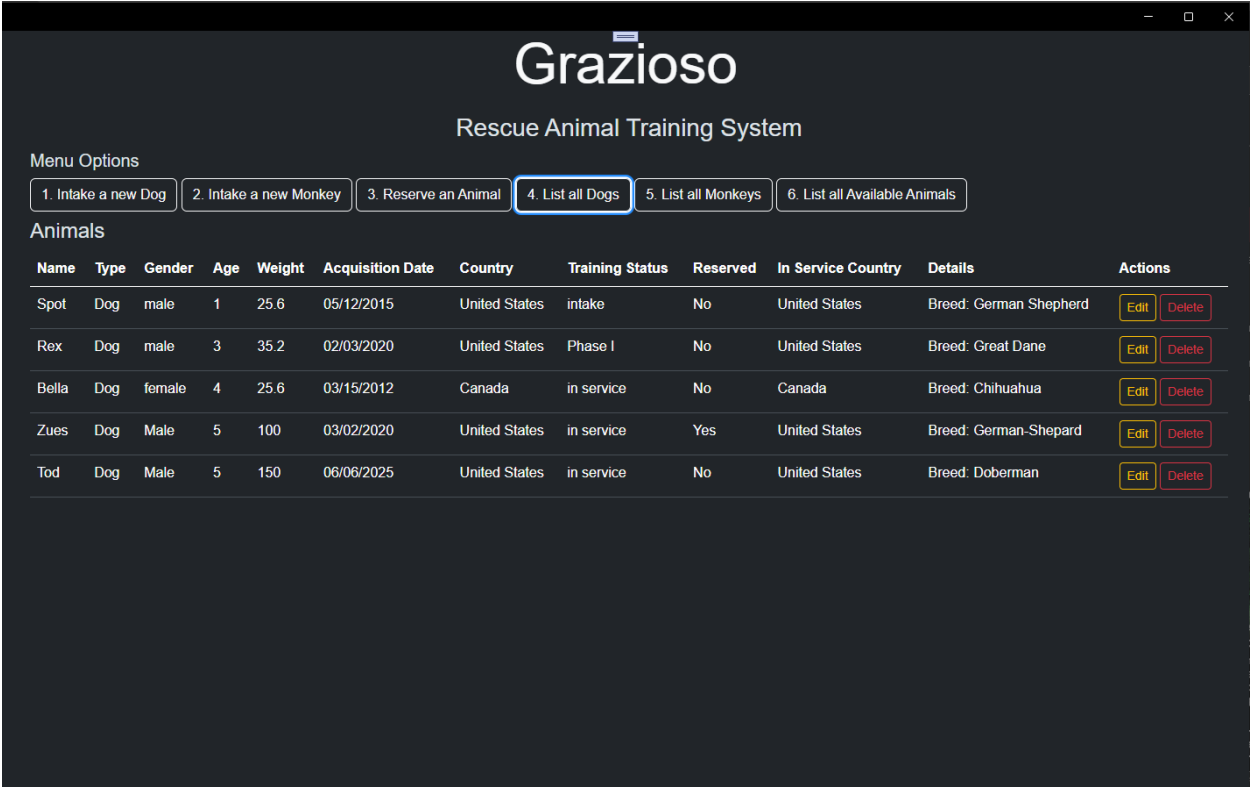 Grazioso
Rescue Animal Training System
Menu Options
1. Intake a new Dog 2. Intake a new Monkey 3. Reserve an Animal 4. List all Dogs 5. List all Monkeys 6. List all Available Animals
Animals
Name Type Gender Age Weight Acquisition Date Country Training Status Reserved In Service Country Details Actions
Spot Dog male 1 25.6 05/12/2015 United States intake No United States Breed: German Shepherd Edit Delete
Rex Dog male 3 35.2 02/03/2020 United States Phase I No United States Breed: Great Dane Edit Delete
Bella Dog female 4 25.6 03/15/2012 Canada in service No Canada Breed: Chihuahua Edit Delete
Zues Dog Male 5 100 03/02/2020 United States in service Yes United States Breed: German-Shepard Edit Delete
Tod Dog Male 5 150 06/06/2025 United States in service No United States Breed: Doberman Edit Delete